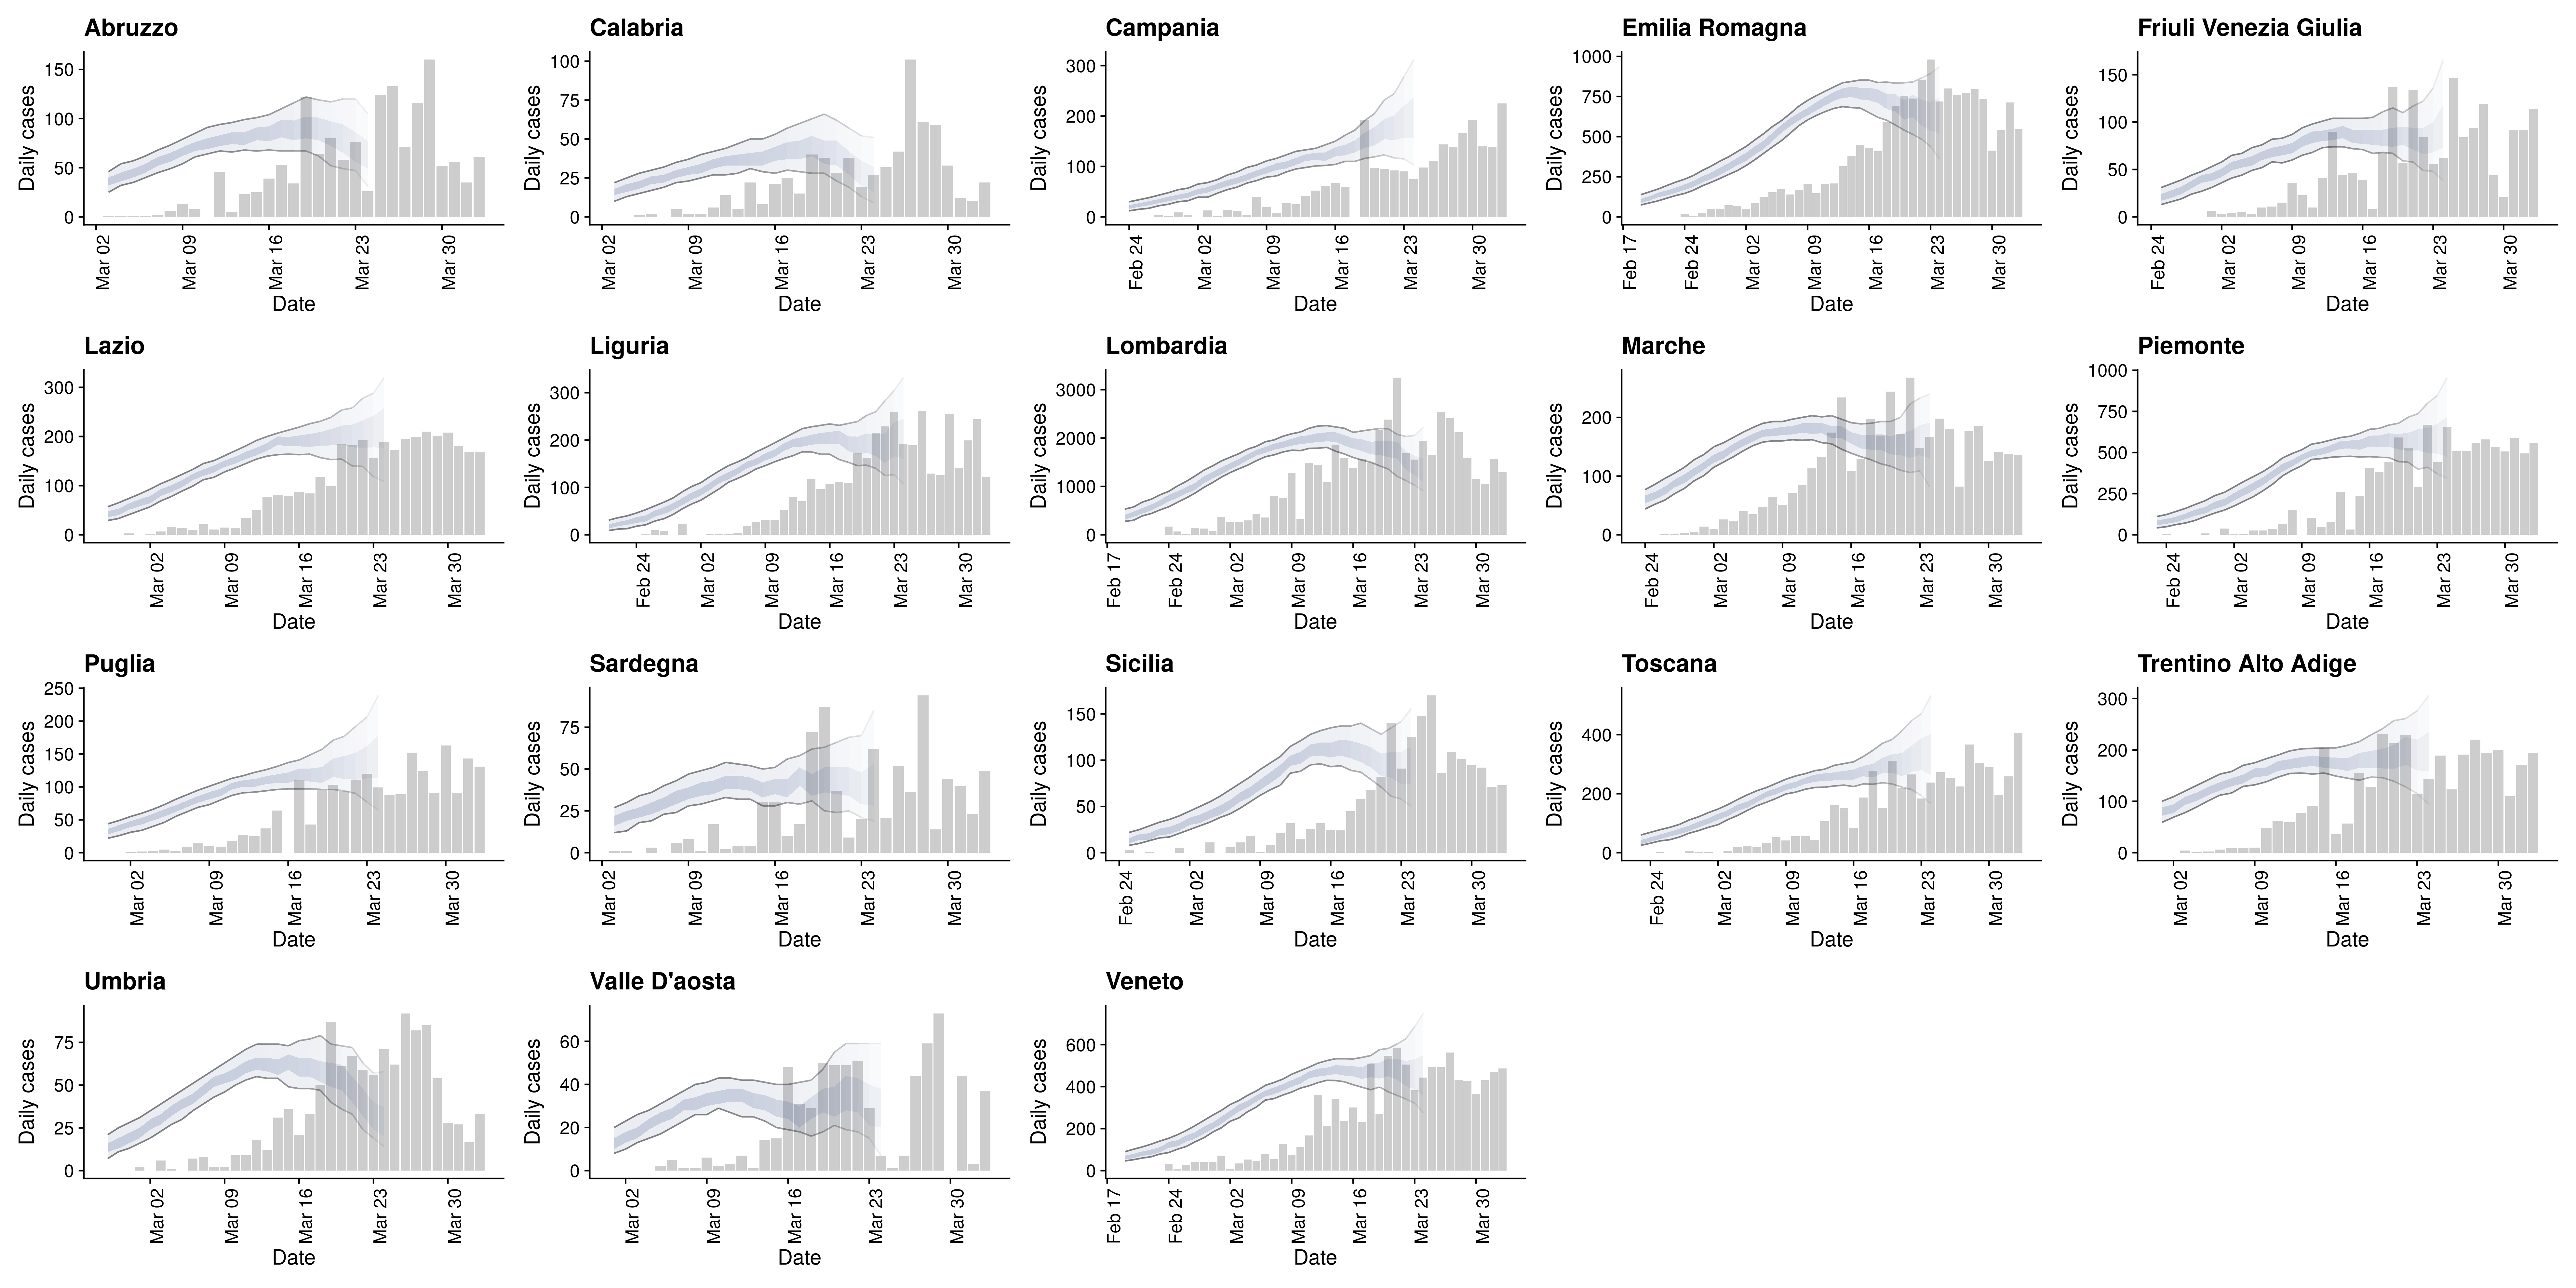 Abruzzo
Daily cases
150
100
50
0
Mar 02
Mar 09
Mar 16
Mar 23
Mar 30
Date
Calabria
Daily cases
100
75
50
25
0
Mar 02
Mar 09
Mar 16
Mar 23
Mar 30
Date
Campania
Daily cases
300
200
100
0
Feb 24
Mar 02
Mar 09
Mar 16
Mar 23
Mar 30
Date
Emilia Romagna
Daily cases
1000
750
500
250
0
Feb 17
Feb 24
Mar 02
Mar 09
Mar 16
Mar 23
Mar 30
Date
Friuli Venezia Giulia
Daily cases
150
100
50
0
Feb 24
Mar 02
Mar 09
Mar 16
Mar 23
Mar 30
Date
Lazio
Daily cases
300
200
100
0
Mar 02
Mar 09
Mar 16
Mar 23
Mar 30
Date
Liguria
Daily cases
300
200
100
0
Feb 24
Mar 02
Mar 09
Mar 16
Mar 23
Mar 30
Date
Lombardia
Daily cases
3000
2000
1000
0
Feb 17
Feb 24
Mar 02
Mar 09
Mar 16
Mar 23
Mar 30
Date
Marche
Daily cases
200
100
0
Feb 24
Mar 02
Mar 09
Mar 16
Mar 23
Mar 30
Date
Piemonte
Daily cases
1000
750
500
250
0
Feb 24
Mar 02
Mar 09
Mar 16
Mar 23
Mar 30
Date
Puglia
Daily cases
250
200
150
100
50
0
Mar 02
Mar 09
Mar 16
Mar 23
Mar 30
Date
Sardegna
Daily cases
75
50
25
0
Mar 02
Mar 09
Mar 16
Mar 23
Mar 30
Date
Sicilia
Daily cases
150
100
50
0
Feb 24
Mar 02
Mar 09
Mar 16
Mar 23
Mar 30
Date
Toscana
Daily cases
400
200
0
Feb 24
Mar 02
Mar 09
Mar 16
Mar 23
Mar 30
Date
Trentino Alto Adige
Daily cases
300
200
100
0
Mar 02
Mar 09
Mar 16
Mar 23
Mar 30
Date
Umbria
Daily cases
75
50
25
0
Mar 02
Mar 09
Mar 16
Mar 23
Mar 30
Date
Valle D'aosta
Daily cases
60
40
20
0
Mar 02
Mar 09
Mar 16
Mar 23
Mar 30
Date
Veneto
Daily cases
600
400
200
0
Feb 17
Feb 24
Mar 02
Mar 09
Mar 16
Mar 23
Mar 30
Date